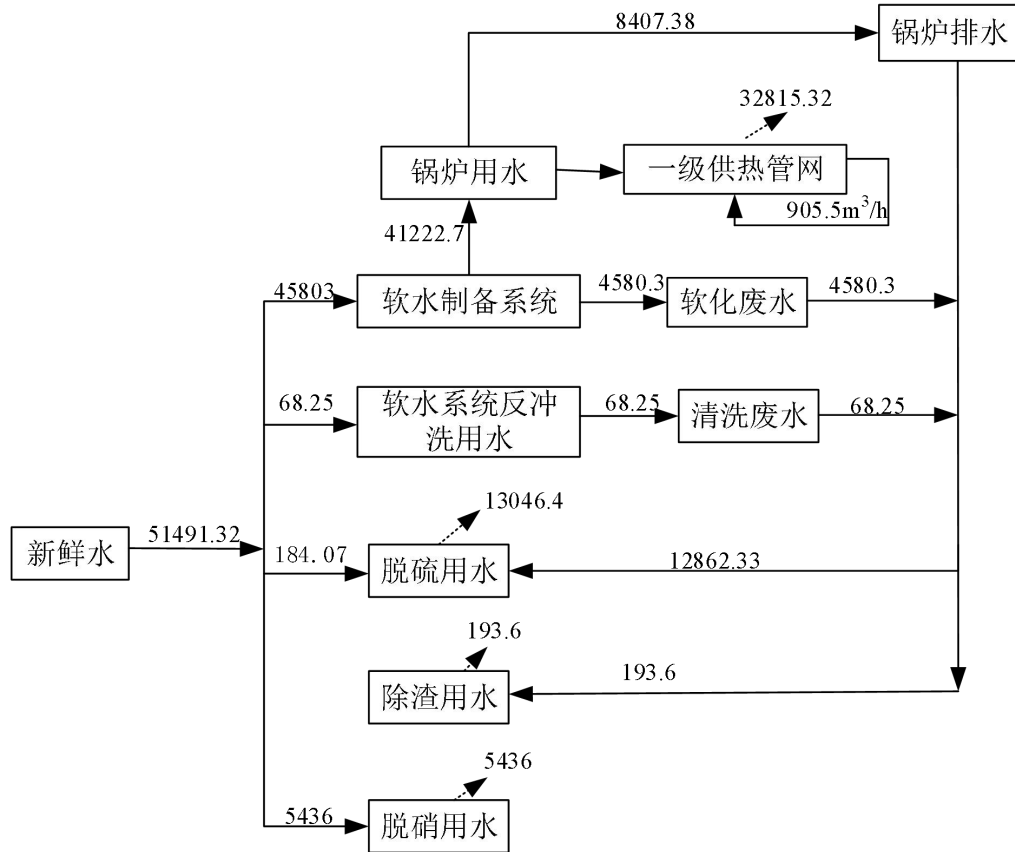 8407.38
锅炉排水
32815.32
锅炉用水
一级供热管网
905.5m³/h
41222.7
45803
软水制备系统
4580.3
软化废水
4580.3
68.25
软水系统反冲
洗用水
68.25
清洗废水
68.25
13046.4
新鲜水
51491.32
184.07
脱硫用水
12862.33
193.6
除渣用水
193.6
5436
5436
脱硝用水